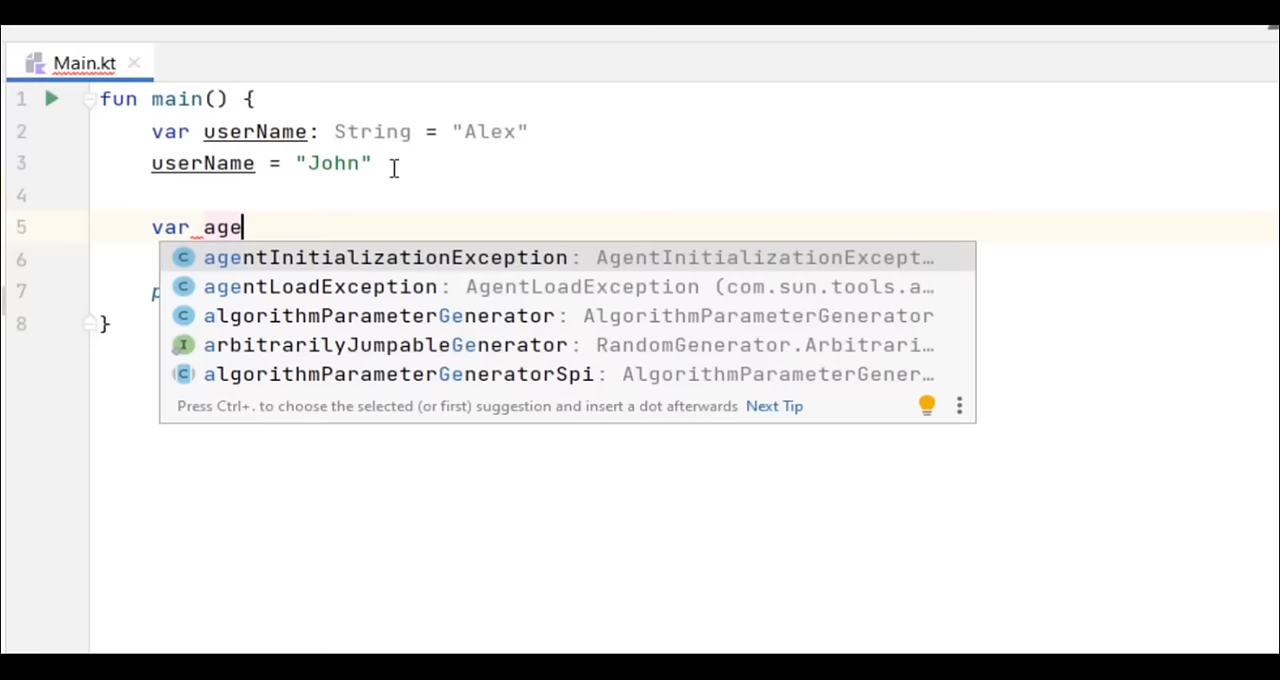 Main.kt
1 fun main() {
2 var userName: String = "Alex"
3 userName = "John"
4
5 var age
agentInitializationException: AgentInitializationExcept…
6
agentLoadException: AgentLoadException (com.sun.tools.a…
7 p
algorithmParameterGenerator: AlgorithmParameterGenerator
8 }
arbitrarilyJumpableGenerator: RandomGenerator.Arbitrari…
algorithmParameterGeneratorSpi: AlgorithmParameterGener…
Press Ctrl+. to choose the selected (or first) suggestion and insert a dot afterwards Next Tip